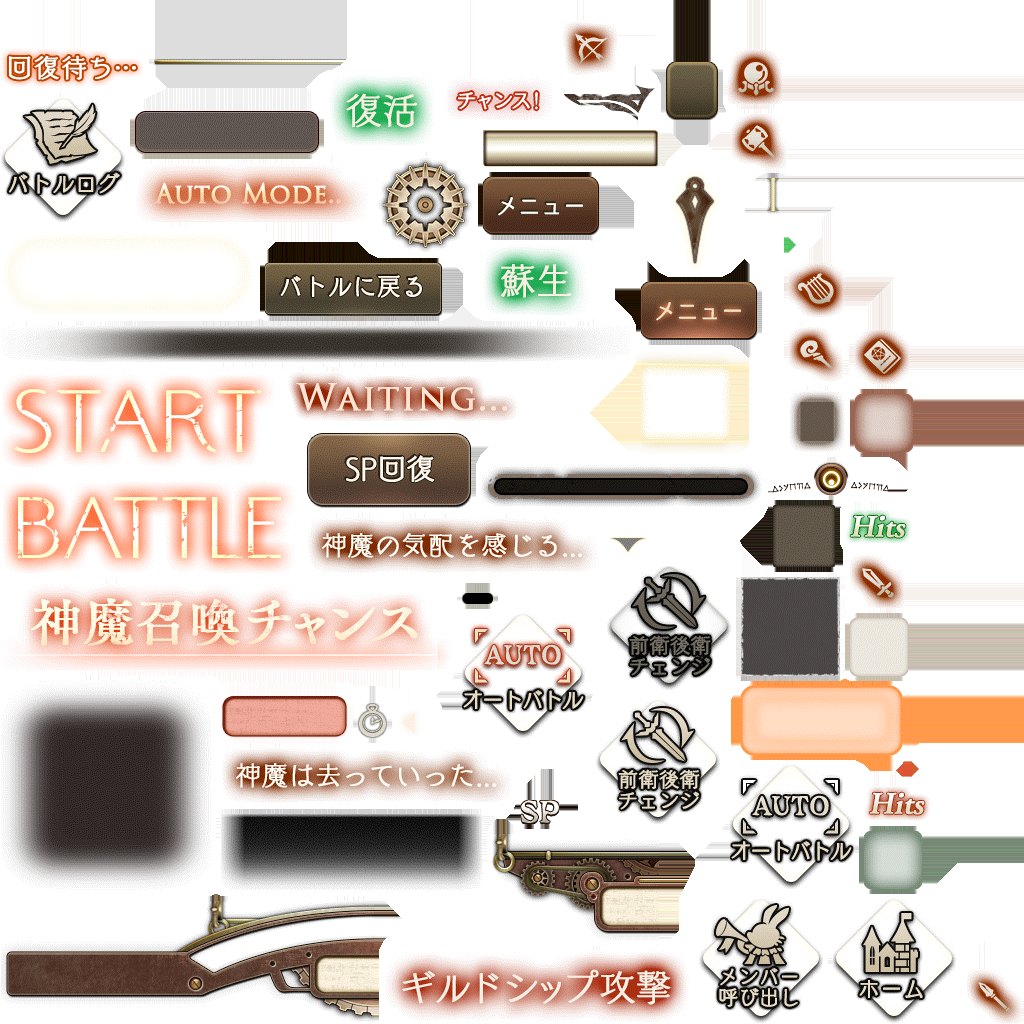 回復待ち…
復活
チャンス!
バトルログ
AUTO MODE..
メニュー
バトルに戻る
蘇生
メニュー
START
WAITING...
SP回復
BATTLE
Hits
神魔の気配を感じる...
神魔召喚チャンス
前衛後衛
チェンジ
AUTO
オートバトル
神魔は去っていった...
前衛後衛
チェンジ
SP
AUTO
オートバトル
Hits
ギルドシップ攻撃
メンバー
呼び出し
ホーム